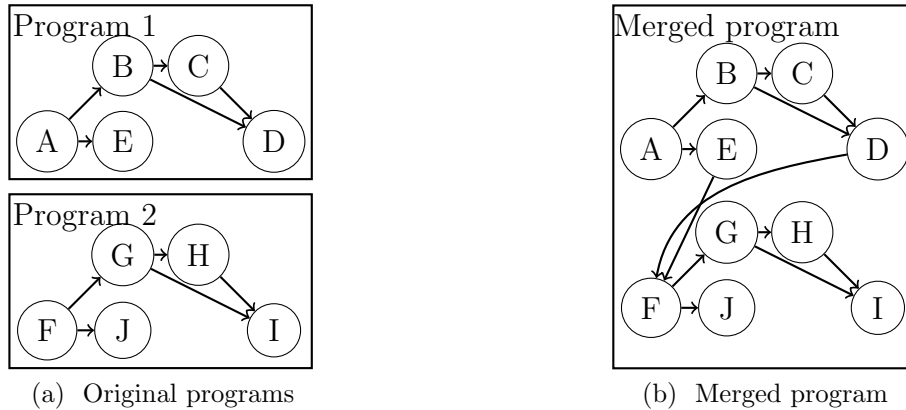 Program 1
B
C
A
E
D
Program 2
G
H
F
J
I
(a) Original programs
Merged program
B
C
A
E
D
G
H
F
J
I
(b) Merged program